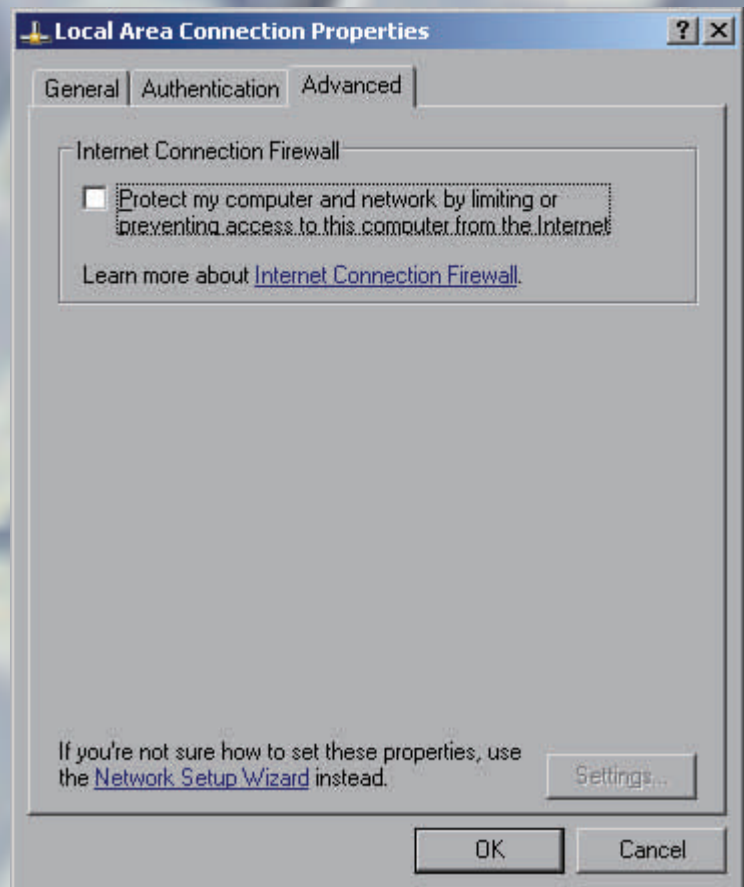 Local Area Connection Properties
General Authentication Advanced
Internet Connection Firewall
Protect my computer and network by limiting or
preventing access to this computer from the Internet
Learn more about Internet Connection Firewall.
If you're not sure how to set these properties, use
the Network Setup Wizard instead.
Settings...
OK Cancel